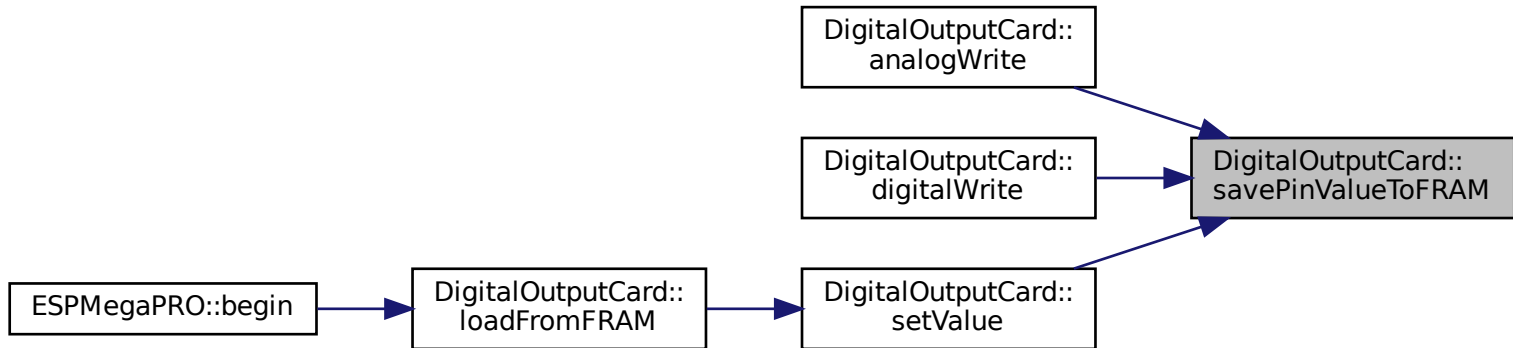 DigitalOutputCard::
analogWrite
DigitalOutputCard::
digitalWrite
DigitalOutputCard::
savePinValueToFRAM
ESPMegaPRO::begin
DigitalOutputCard::
loadFromFRAM
DigitalOutputCard::
setValue